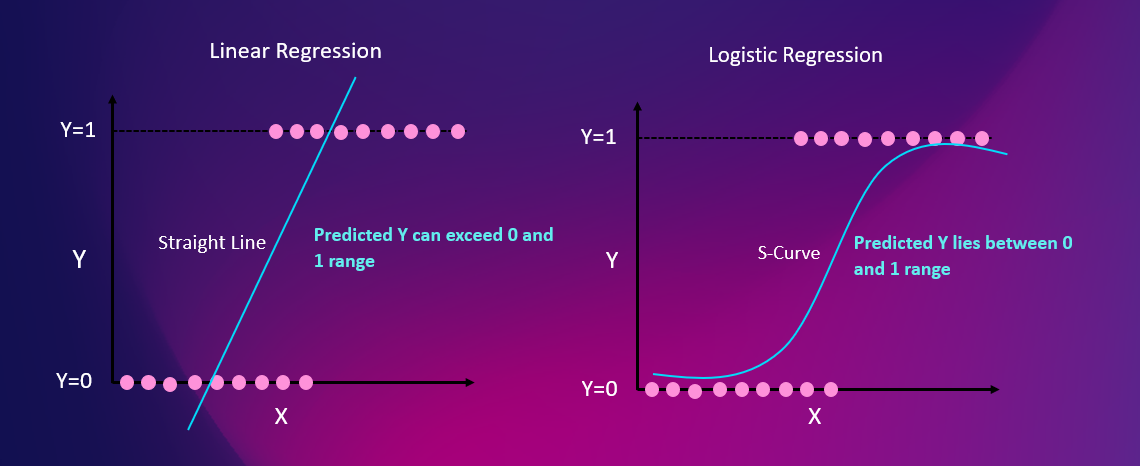 Linear Regression
Y=1
Straight Line
Predicted Y can exceed 0 and
1 range
Y
Y=0
X
Logistic Regression
Y=1
S-Curve
Predicted Y lies between 0
and 1 range
Y
Y=0
X